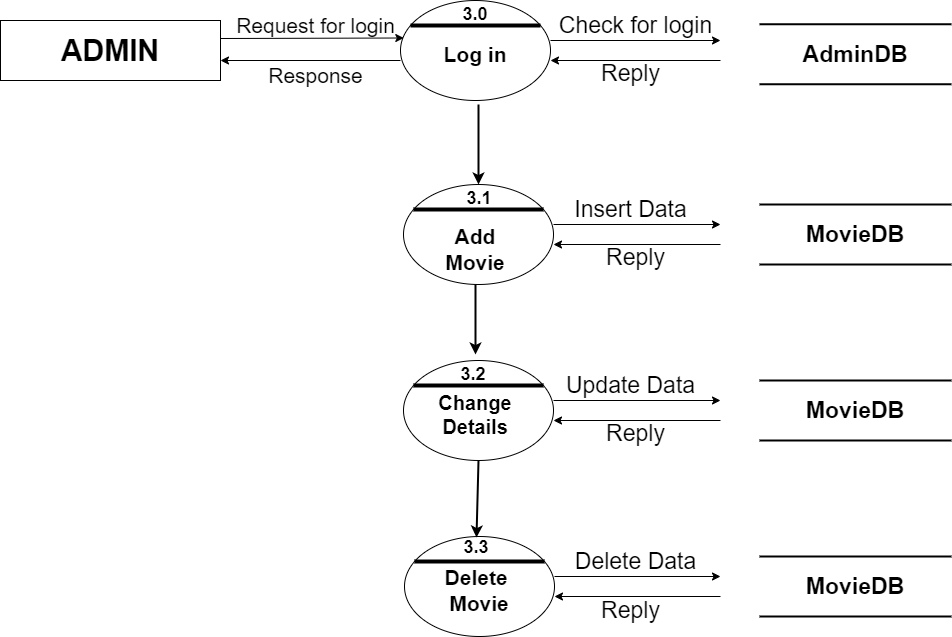 ADMIN
Request for login
Response
3.0
Log in
Check for login
Reply
AdminDB
3.1
Add
Movie
Insert Data
Reply
MovieDB
3.2
Change
Details
Update Data
Reply
MovieDB
3.3
Delete
Movie
Delete Data
Reply
MovieDB